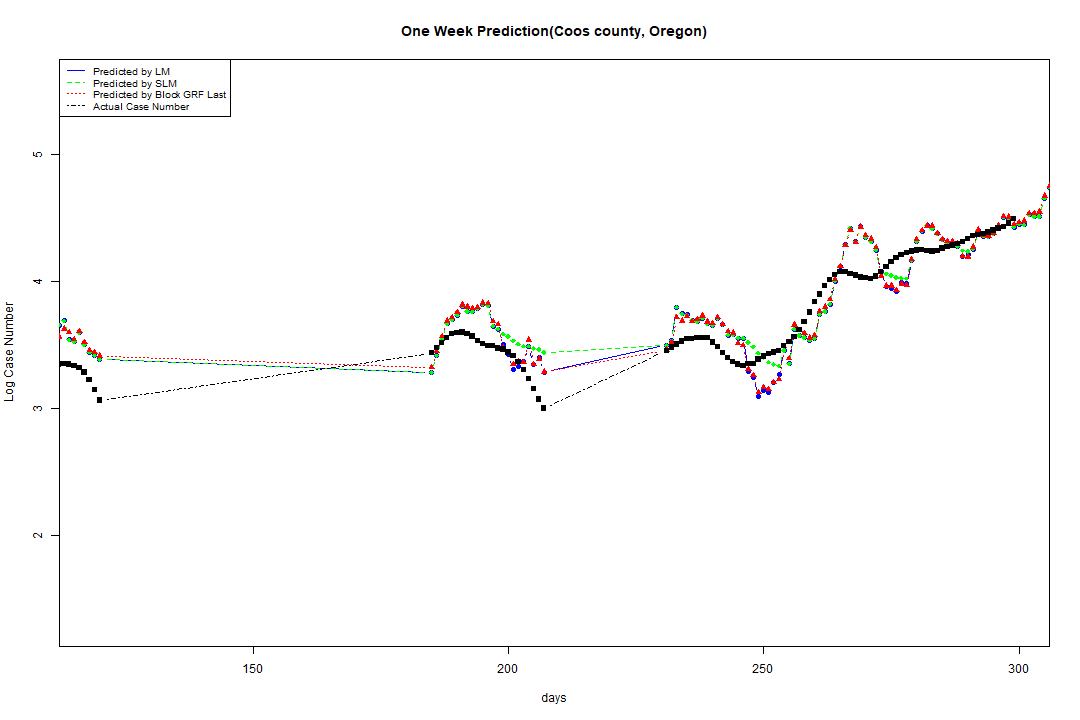 One Week Prediction(Coos county, Oregon)
Predicted by LM
Predicted by SLM
Predicted by Block GRF Last
Actual Case Number
5
4
3
2
Log Case Number
150
200
250
300
days